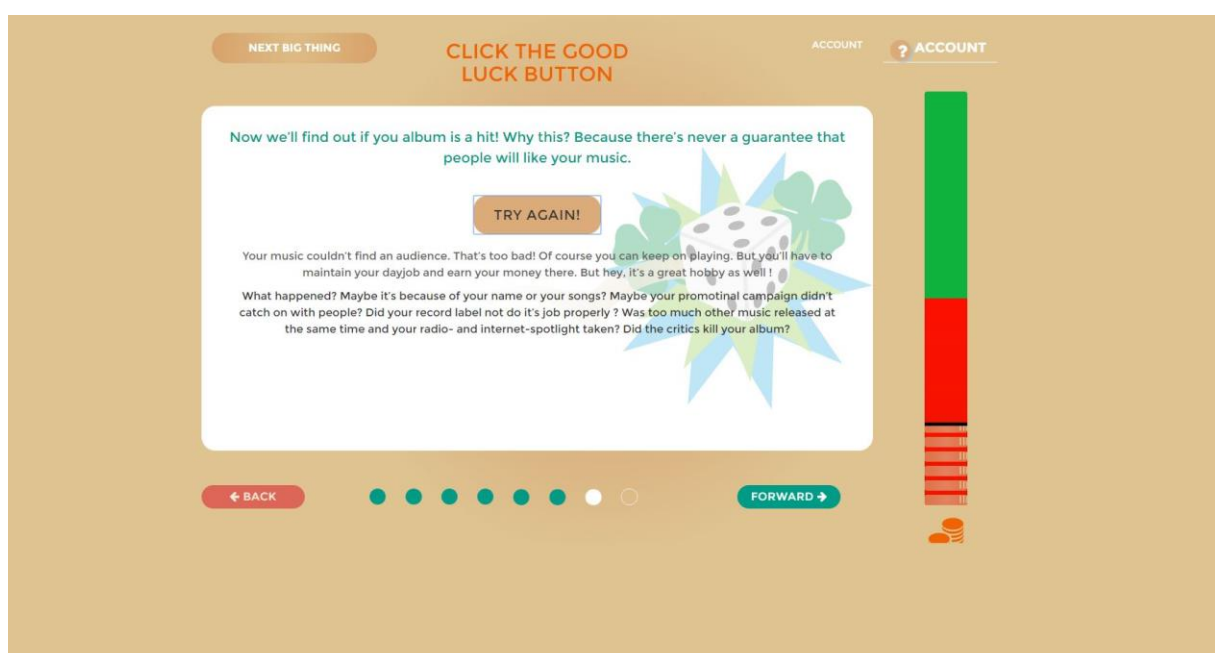 NEXT BIG THING
CLICK THE GOOD
LUCK BUTTON
ACCOUNT
? ACCOUNT
Now we'll find out if you album is a hit! Why this? Because there's never a guarantee that
people will like your music.
TRY AGAIN!
Your music couldn't find an audience. That's too bad! Of course you can keep on playing. But you'll have to
maintain your dayjob and earn your money there. But hey, it's a great hobby as well !
What happened? Maybe it's because of your name or your songs? Maybe your promotinal campaign didn't
catch on with people? Did your record label not do it's job properly ? Was too much other music released at
the same time and your radio- and internet-spotlight taken? Did the critics kill your album?
BACK
FORWARD